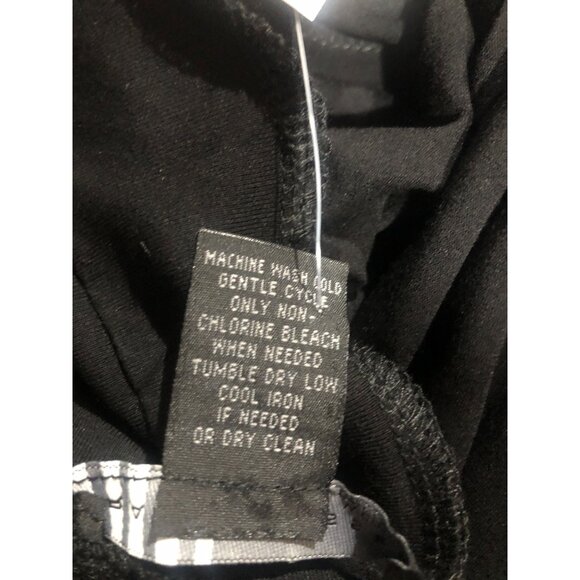 MACHINE WASH COLD
GENTLE CYCLE
ONLY NON-
CHLORINE BLEACH
WHEN NEEDED
TUMBLE DRY LOW
COOL IRON
IF NEEDED
OR DRY CLEAN